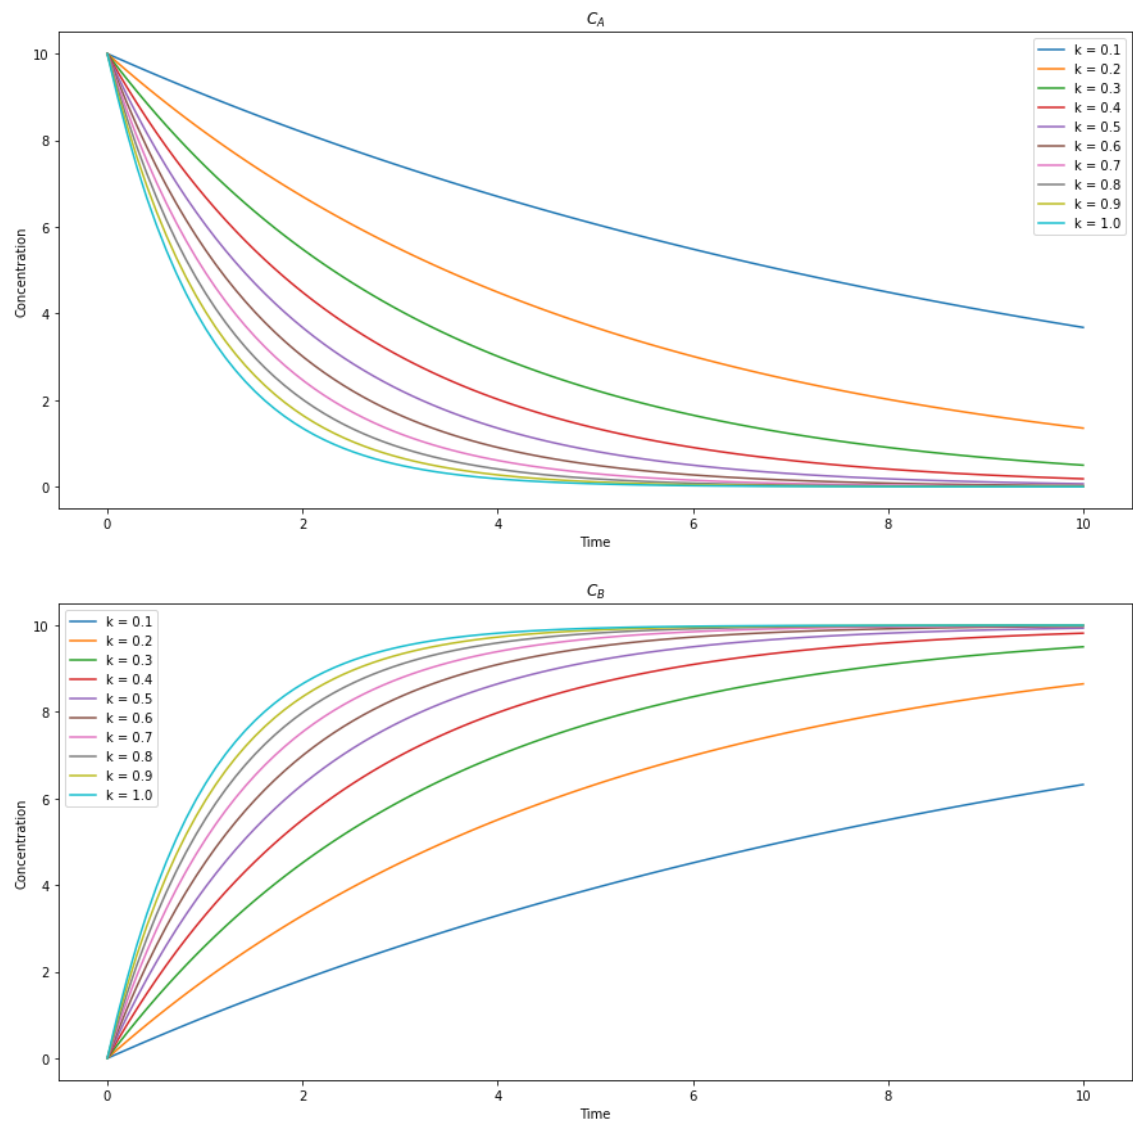 C_A
10
8
6
4
2
0
Concentration
k = 0.1
k = 0.2
k = 0.3
k = 0.4
k = 0.5
k = 0.6
k = 0.7
k = 0.8
k = 0.9
k = 1.0
0 2 4 6 8 10
Time
C_B
10
8
6
4
2
0
Concentration
k = 0.1
k = 0.2
k = 0.3
k = 0.4
k = 0.5
k = 0.6
k = 0.7
k = 0.8
k = 0.9
k = 1.0
0 2 4 6 8 10
Time